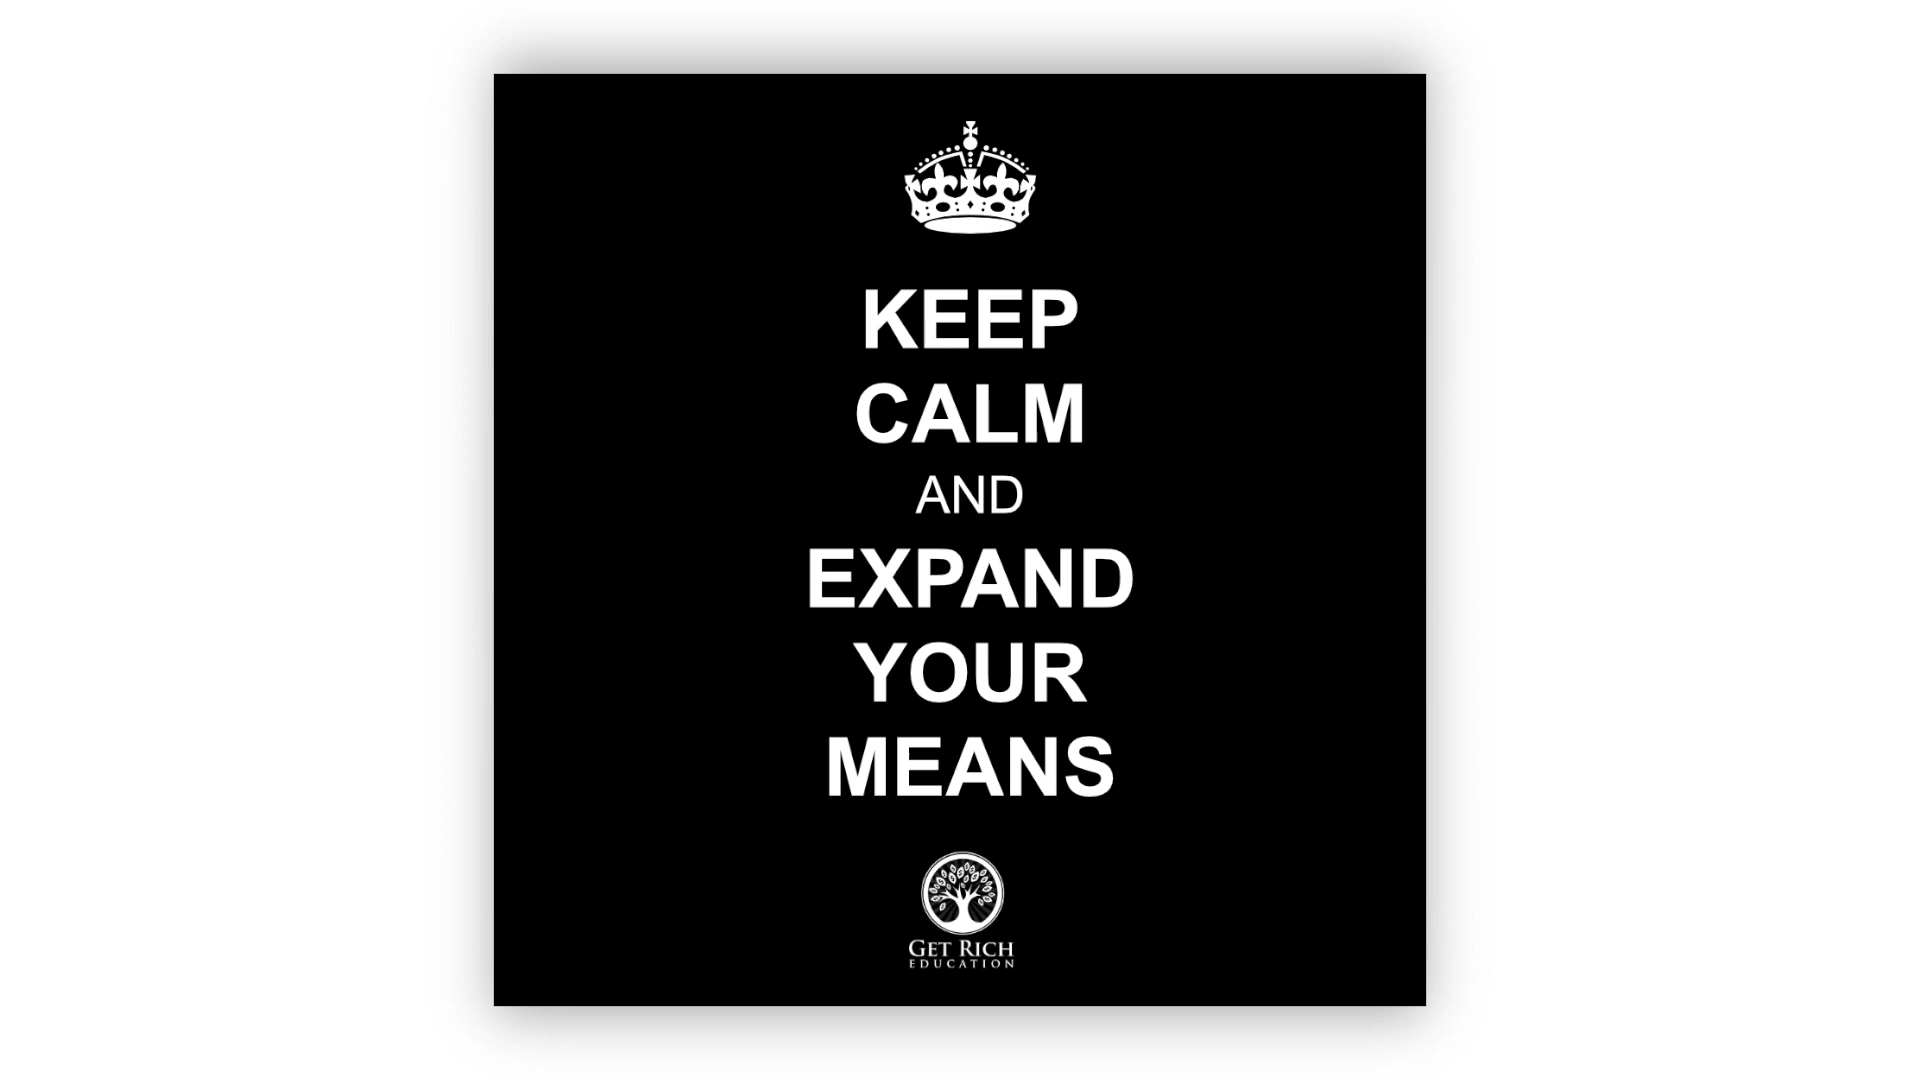 KEEP
CALM
AND
EXPAND
YOUR
MEANS
GET RICH
EDUCATION